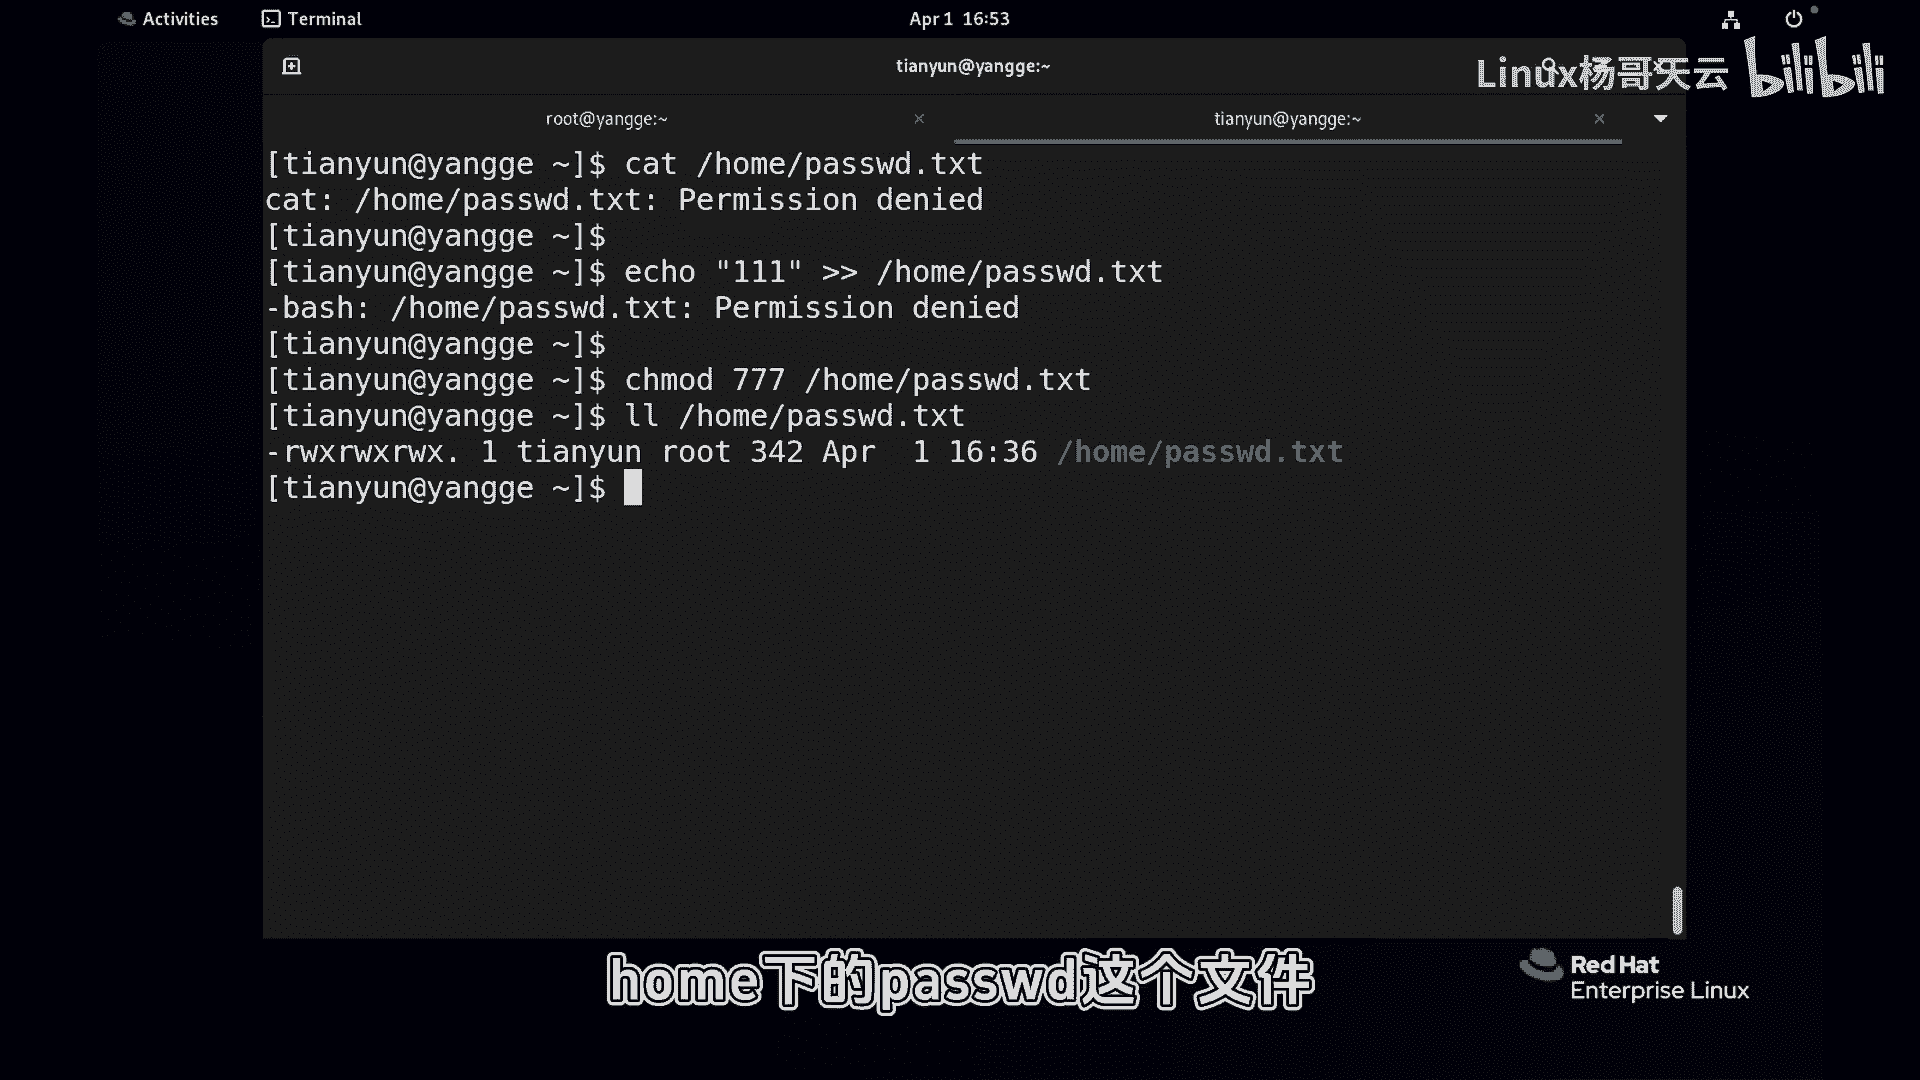 Activities
Terminal
Apr 1 16:53
tianyun@yangge:~
Linux杨哥天云 bilibili
root@yangge:~
tianyun@yangge:~
[tianyun@yangge ~]$ cat /home/passwd.txt
cat: /home/passwd.txt: Permission denied
[tianyun@yangge ~]$
[tianyun@yangge ~]$ echo "111" >> /home/passwd.txt
-bash: /home/passwd.txt: Permission denied
[tianyun@yangge ~]$
[tianyun@yangge ~]$ chmod 777 /home/passwd.txt
[tianyun@yangge ~]$ ll /home/passwd.txt
-rwxrwxrwx. 1 tianyun root 342 Apr  1 16:36 /home/passwd.txt
[tianyun@yangge ~]$
home下的passwd这个文件
Red Hat
Enterprise Linux